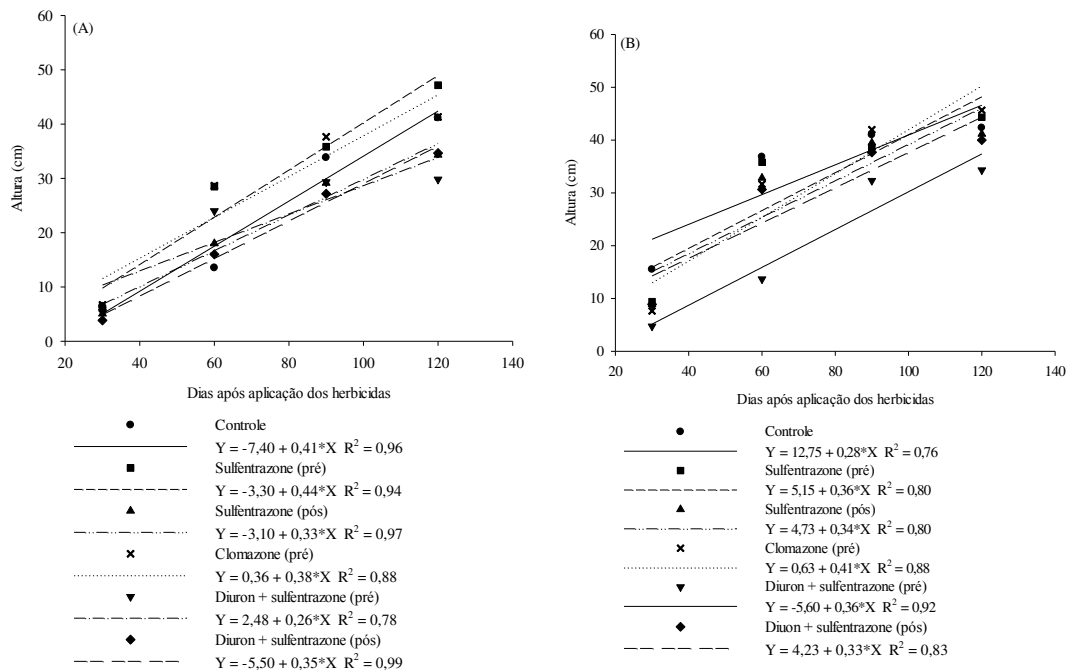 (A)
60
50
40
30
20
10
0
Altura (cm)
20 40 60 80 100 120 140
Dias após aplicação dos herbicidas
Controle
Y = -7,40 + 0,41*X R² = 0,96
Sulfentrazone (pré)
Y = -3,30 + 0,44*X R² = 0,94
Sulfentrazone (pós)
Y = -3,10 + 0,33*X R² = 0,97
Clomazone (pré)
Y = 0,36 + 0,38*X R² = 0,88
Diuron + sulfentrazone (pré)
Y = 2,48 + 0,26*X R² = 0,78
Diuron + sulfentrazone (pós)
Y = -5,50 + 0,35*X R² = 0,99
(B)
60
50
40
30
20
10
0
Altura (cm)
20 40 60 80 100 120 140
Dias após aplicação dos herbicidas
Controle
Y = 12,75 + 0,28*X R² = 0,76
Sulfentrazone (pré)
Y = 5,15 + 0,36*X R² = 0,80
Sulfentrazone (pós)
Y = 4,73 + 0,34*X R² = 0,80
Clomazone (pré)
Y = 0,63 + 0,41*X R² = 0,88
Diuron + sulfentrazone (pré)
Y = -5,60 + 0,36*X R² = 0,92
Diuon + sulfentrazone (pós)
Y = 4,23 + 0,33*X R² = 0,83